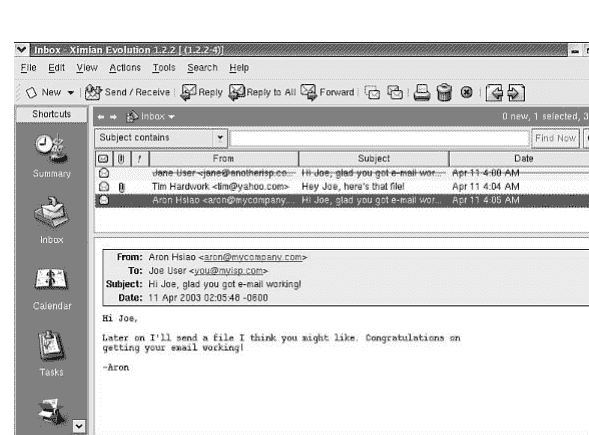 Inbox - Ximian Evolution 1.2.2 [ (1.2.2-4)]
File Edit View Actions Tools Search Help
New Send / Receive Reply Reply to All Forward
Shortcuts Inbox 0 new, 1 selected, 3
Subject contains Find Now
! From Subject Date
Jane User <jane@anotherisp.co... Hi Joe, glad you got e-mail wor... Apr 11 4:00 AM
Tim Hardwork <tim@yahoo.com> Hey Joe, here's that file! Apr 11 4:04 AM
Aron Hsiao <aron@mycompany.... Hi Joe, glad you got e-mail wor... Apr 11 4:05 AM
Summary
Inbox
Calendar
Tasks
From: Aron Hsiao <aron@mycompany.com>
To: Joe User <you@myisp.com>
Subject: Hi Joe, glad you got e-mail working!
Date: 11 Apr 2003 02:05:48 -0600
Hi Joe,
Later on I'll send a file I think you might like. Congratulations on
getting your email working!
-Aron